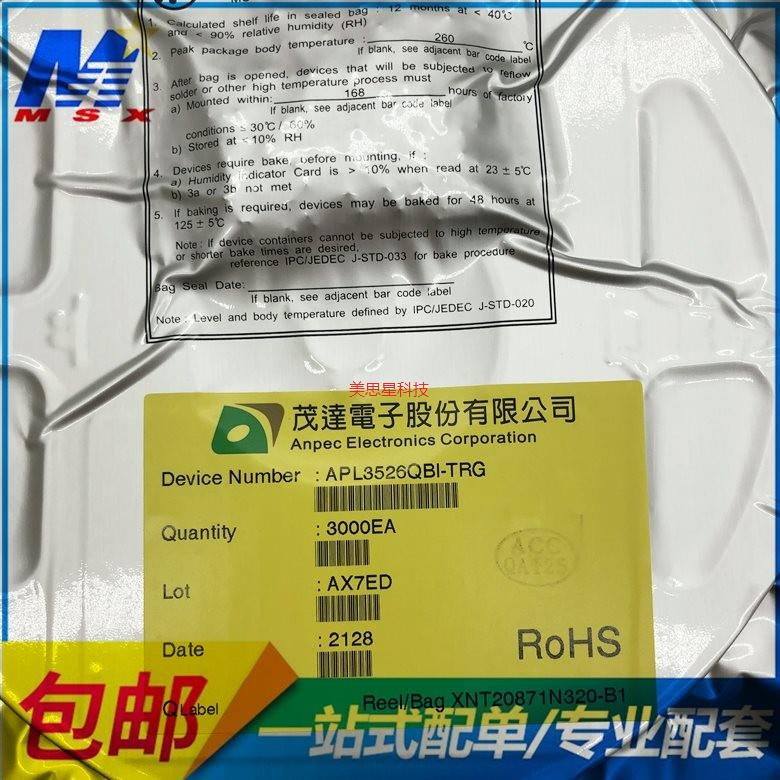 1. Calculated shelf life in sealed bag : 12 months at < 40℃
and < 90% relative humidity (RH)
2. Peak package body temperature : 260 ℃
If blank, see adjacent bar code label
3. After bag is opened, devices that will be subjected to reflow
solder or other high temperature process must
a) Mounted within: 168 hours of factory
If blank, see adjacent bar code label
conditions ≤ 30℃/ 60%
b) Stored at < 10% RH
4. Devices require bake, before mounting, if :
a) Humidity Indicator Card is > 10% when read at 23 ± 5℃
b) 3a or 3b not met
5. If baking is required, devices may be baked for 48 hours at
125 ± 5℃
Note : If device containers cannot be subjected to high temperature
or shorter bake times are desired,
reference IPC/JEDEC J-STD-033 for bake procedure
Bag Seal Date:
If blank, see adjacent bar code label
Note : Level and body temperature defined by IPC/JEDEC J-STD-020
MSX
美思星科技
茂達電子股份有限公司
Anpec Electronics Corporation
Device Number : APL3526QBI-TRG
Quantity : 3000EA
ACC
QA125
Lot : AX7ED
Date : 2128
RoHS
Q Label Reel/Bag XNT20871N320-B1
包邮
一站式配单/专业配套